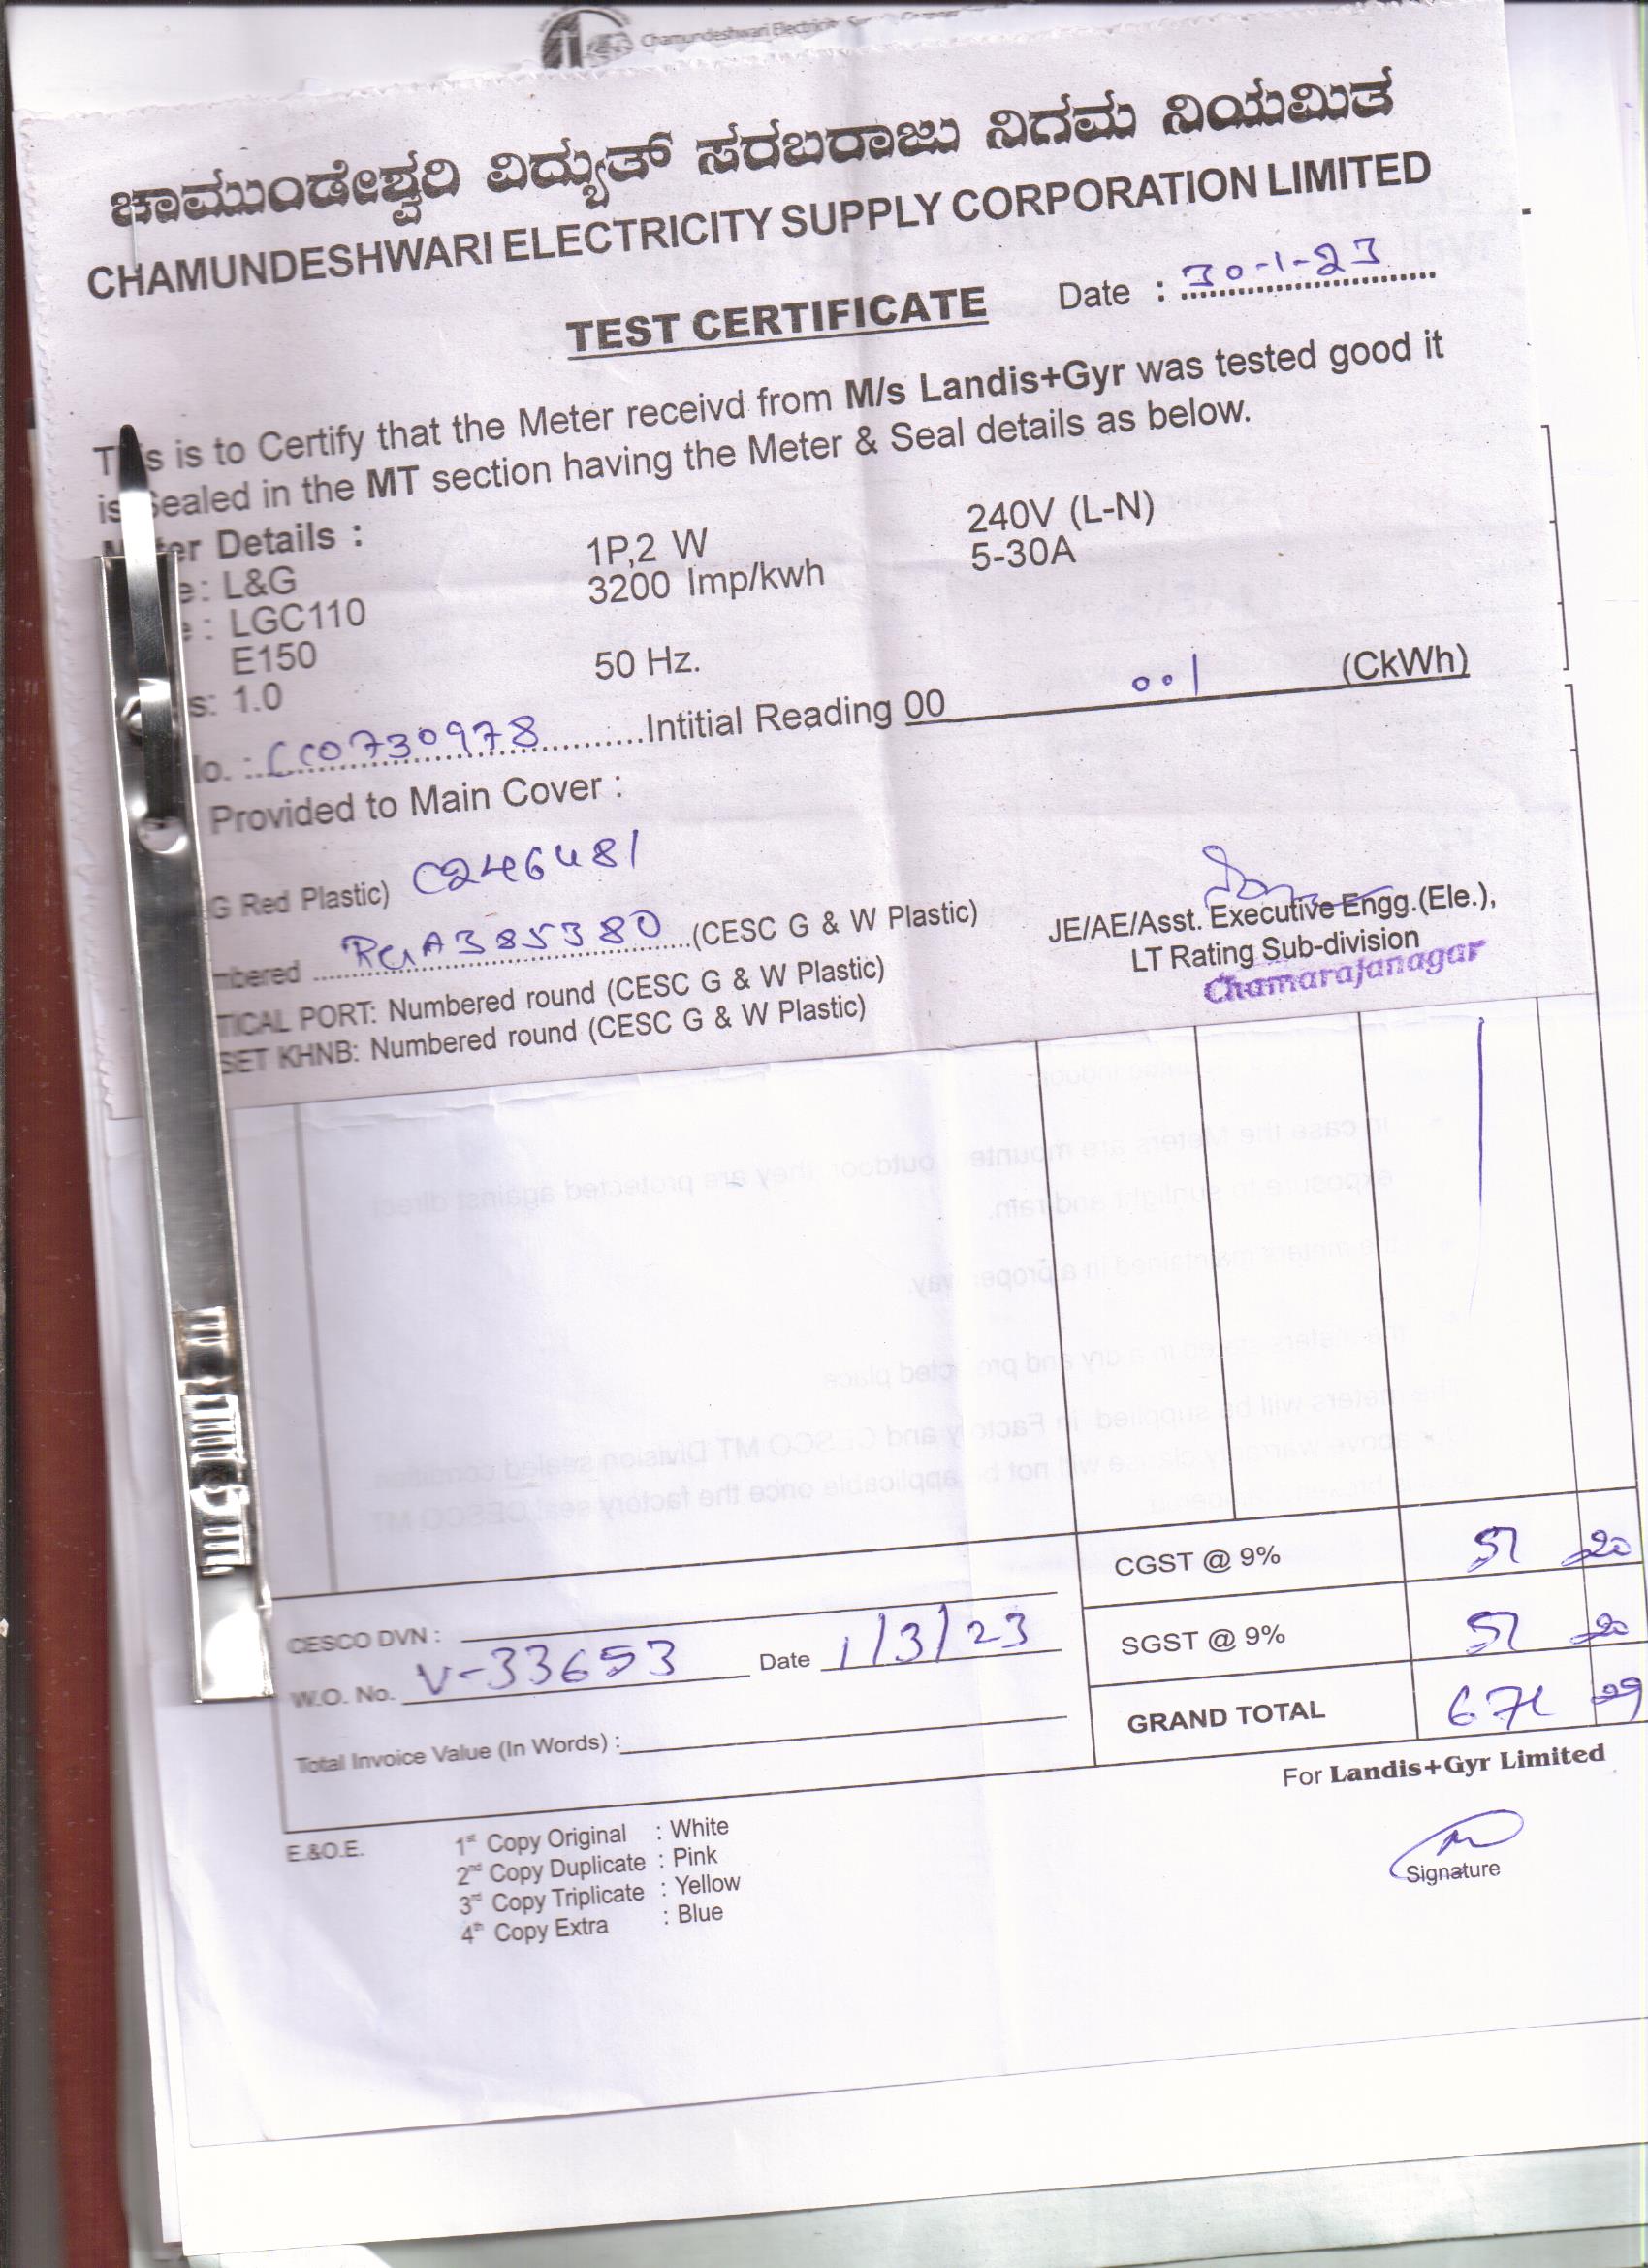 Chamundeshwari
ಚಾಮುಂಡೇಶ್ವರಿ ವಿದ್ಯುತ್ ಸರಬರಾಜು ನಿಗಮ ನಿಯಮಿತ
CHAMUNDESHWARI ELECTRICITY SUPPLY CORPORATION LIMITED
TEST CERTIFICATE Date : 30-1-23
is to Certify that the Meter receivd from M/s Landis+Gyr was tested good it
is Sealed in the MT section having the Meter & Seal details as below.
Details :
: L&G 1P,2 W 240V (L-N)
: LGC110 3200 Imp/kwh 5-30A
E150
s: 1.0 50 Hz.
lo. : CC0730978 Intitial Reading 00 001 (CkWh)
Provided to Main Cover :
G Red Plastic) C246481
mbered RGA385380 (CESC G & W Plastic)
TICAL PORT: Numbered round (CESC G & W Plastic)
SET KHNB: Numbered round (CESC G & W Plastic)
JE/AE/Asst. Executive Engg.(Ele.),
LT Rating Sub-division
Chamarajanagar
CGST @ 9% 51 20
SGST @ 9% 51 20
GRAND TOTAL 671 29
CESCO DVN :
W.O. No. V-33653 Date 1/3/23
Total Invoice Value (In Words) :
For Landis+Gyr Limited
Signature
E.&O.E.
1st Copy Original : White
2nd Copy Duplicate : Pink
3rd Copy Triplicate : Yellow
4th Copy Extra : Blue